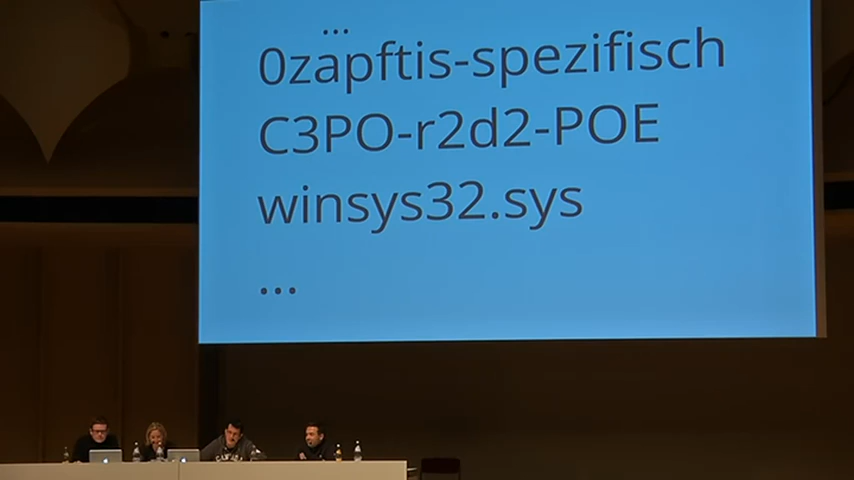 ...
0zapftis-spezifisch
C3PO-r2d2-POE
winsys32.sys
...